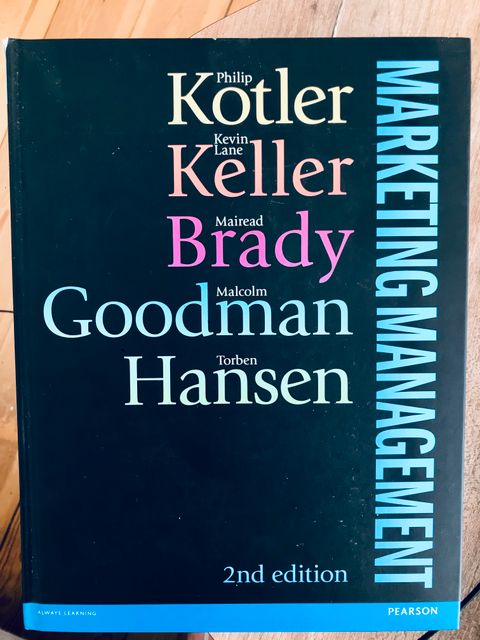 Philip
Kotler
Kevin
Lane
Keller
Mairead
Brady
Malcolm
Goodman
Torben
Hansen
MARKETING MANAGEMENT
2nd edition
ALWAYS LEARNING
PEARSON